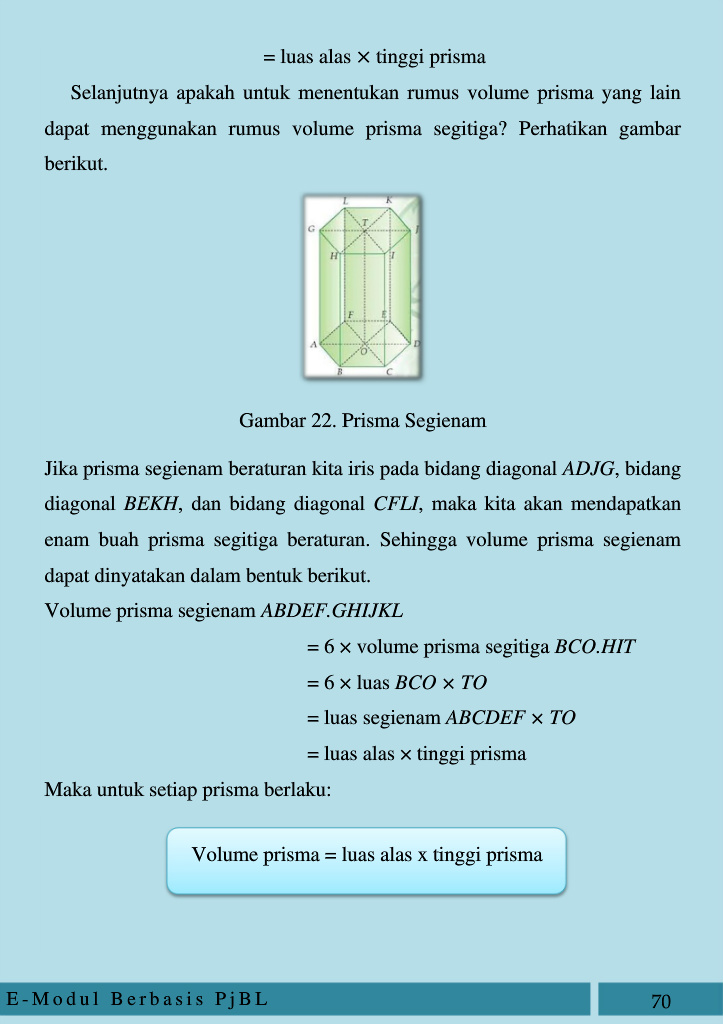 = luas alas × tinggi prisma
Selanjutnya apakah untuk menentukan rumus volume prisma yang lain
dapat menggunakan rumus volume prisma segitiga? Perhatikan gambar
berikut.
L K
G T J
H I
F E
A O D
B C
Gambar 22. Prisma Segienam
Jika prisma segienam beraturan kita iris pada bidang diagonal ADJG, bidang
diagonal BEKH, dan bidang diagonal CFLI, maka kita akan mendapatkan
enam buah prisma segitiga beraturan. Sehingga volume prisma segienam
dapat dinyatakan dalam bentuk berikut.
Volume prisma segienam ABDEF.GHIJKL
= 6 × volume prisma segitiga BCO.HIT
= 6 × luas BCO × TO
= luas segienam ABCDEF × TO
= luas alas × tinggi prisma
Maka untuk setiap prisma berlaku:
Volume prisma = luas alas x tinggi prisma
E-Modul Berbasis PjBL 70